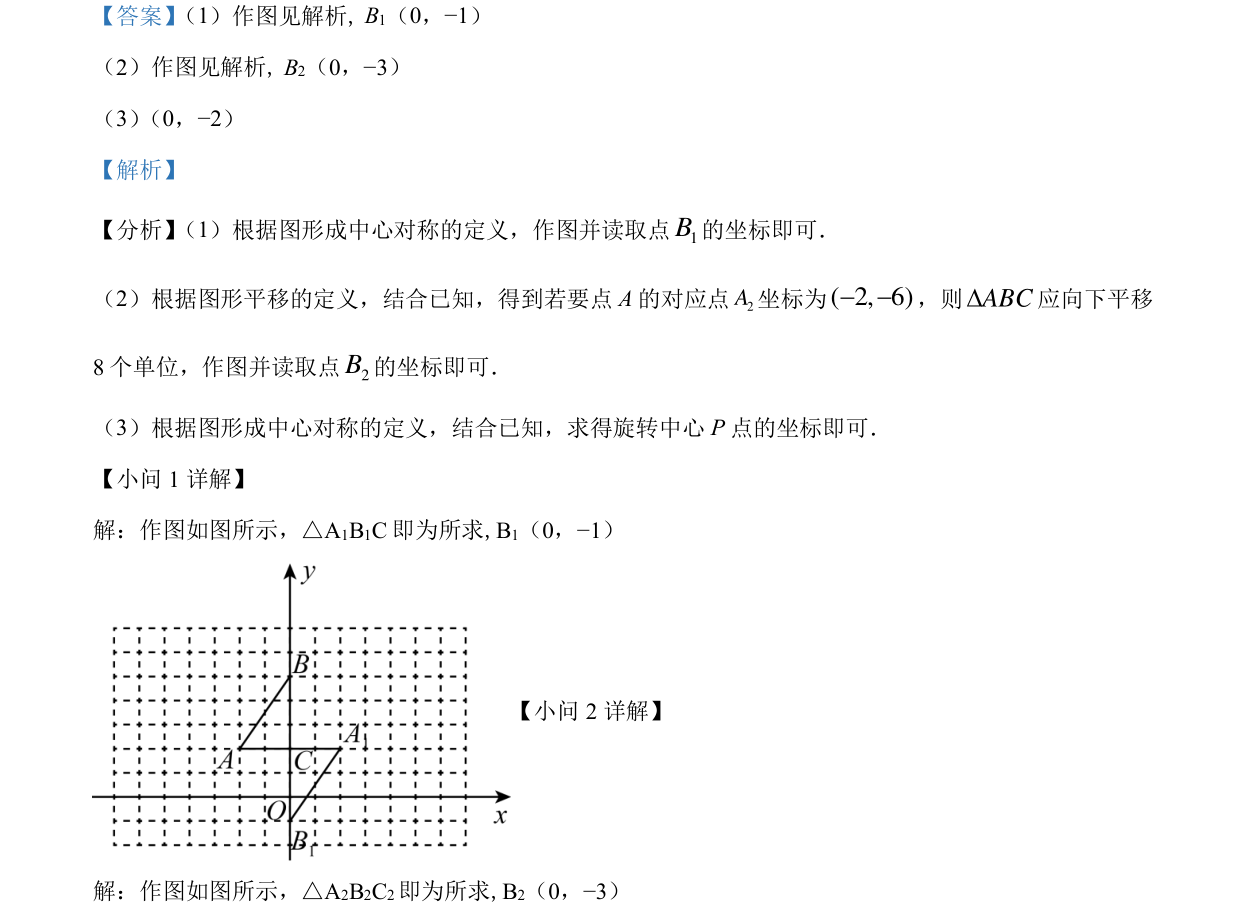 【答案】（1）作图见解析, B1（0，−1）
（2）作图见解析, B2（0，−3）
（3）（0，−2）
【解析】
【分析】（1）根据图形成中心对称的定义，作图并读取点 B1 的坐标即可．
（2）根据图形平移的定义，结合已知，得到若要点 A 的对应点 A2 坐标为 (−2,−6)，则 ΔABC 应向下平移
8 个单位，作图并读取点 B2 的坐标即可．
（3）根据图形成中心对称的定义，结合已知，求得旋转中心 P 点的坐标即可．
【小问 1 详解】
解：作图如图所示，△A1B1C 即为所求, B1（0，−1）
y
B
A1
A
C
O
x
B1
【小问 2 详解】
解：作图如图所示，△A2B2C2 即为所求, B2（0，−3）